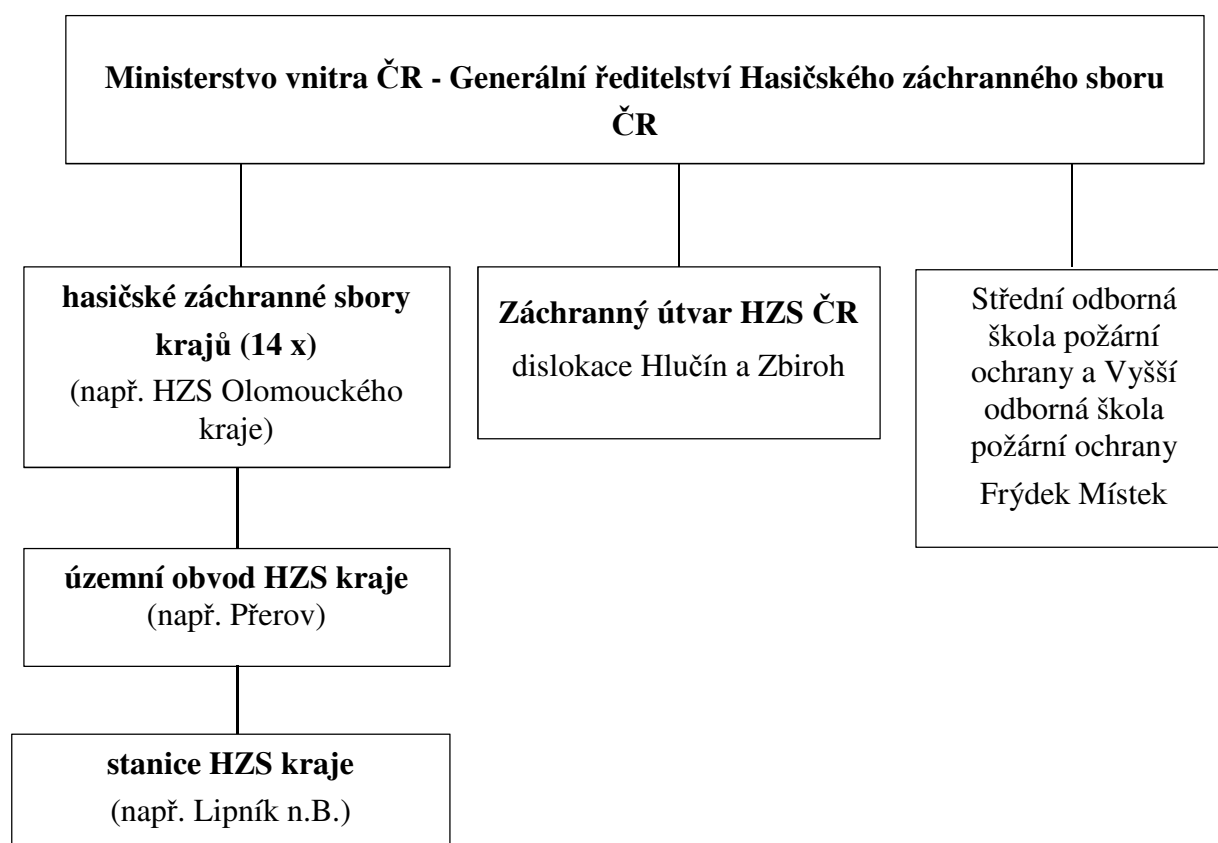 Ministerstvo vnitra ČR - Generální ředitelství Hasičského záchranného sboru
ČR
hasičské záchranné sbory
krajů (14 x)
(např. HZS Olomouckého
kraje)
Záchranný útvar HZS ČR
dislokace Hlučín a Zbiroh
Střední odborná
škola požární
ochrany a Vyšší
odborná škola
požární ochrany
Frýdek Místek
územní obvod HZS kraje
(např. Přerov)
stanice HZS kraje
(např. Lipník n.B.)